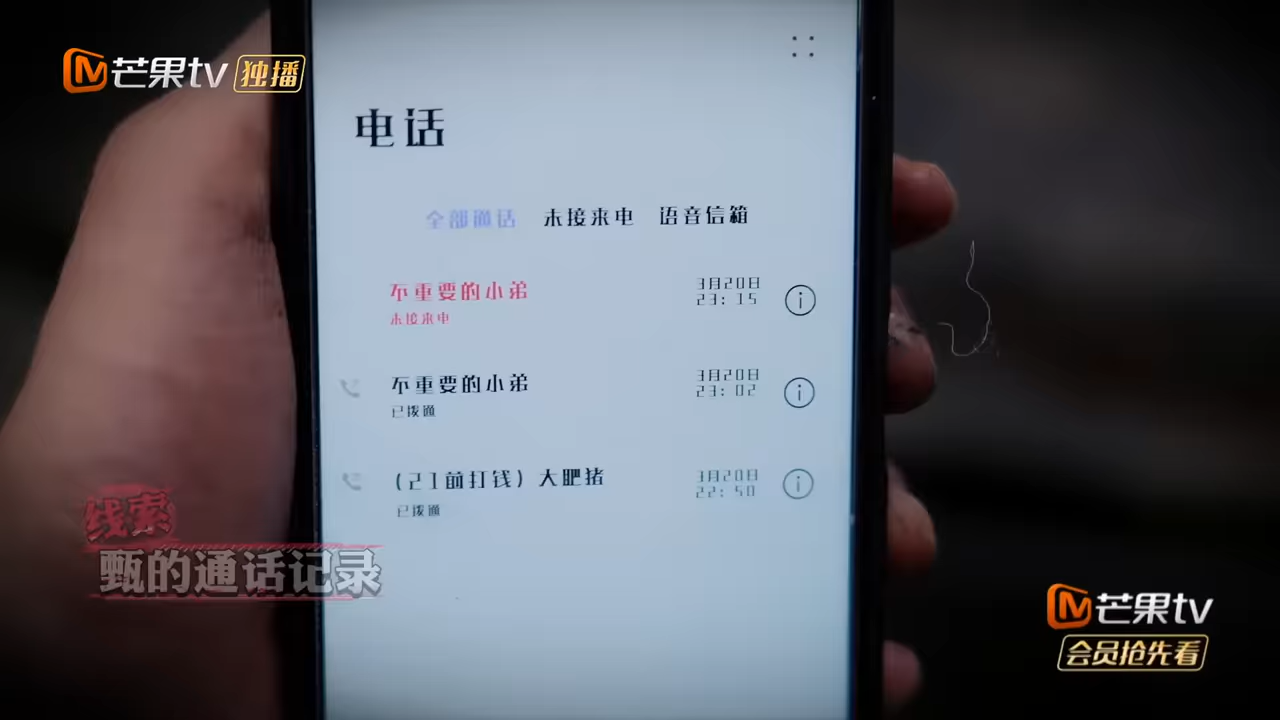 芒果tv 独播
电话
全部通话 未接来电 语音信箱
不重要的小弟
未接来电
3月20日
23:15
不重要的小弟
已拨通
3月20日
23:02
(21前打钱)大肥猪
已拨通
3月20日
22:50
线索
甄的通话记录
芒果tv
会员抢先看